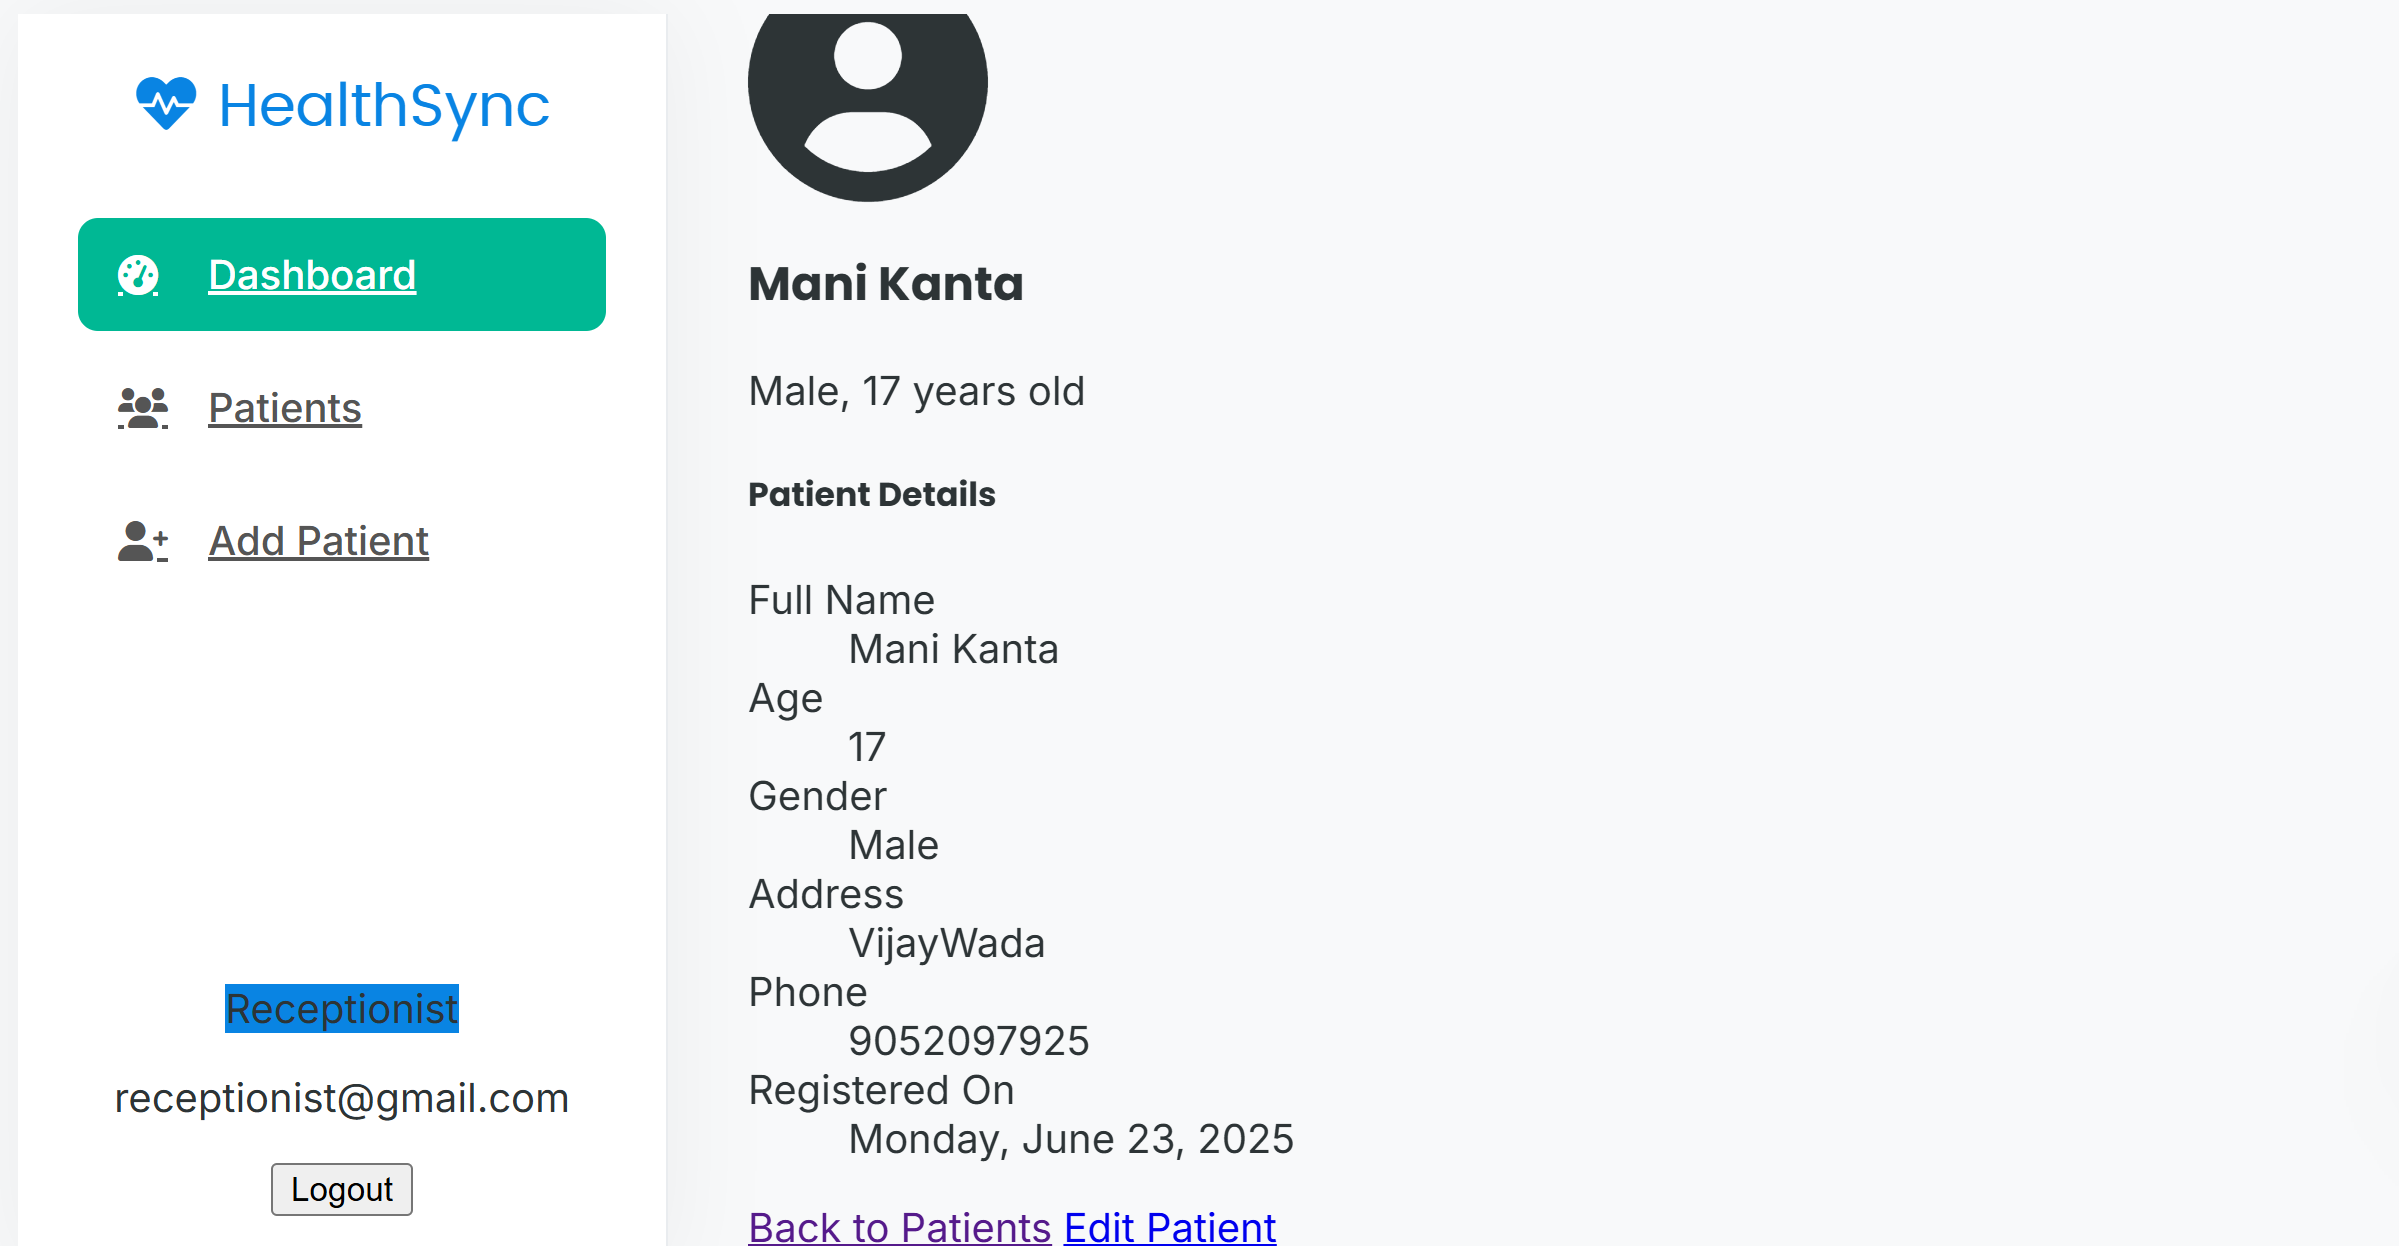 HealthSync
Dashboard
Patients
Add Patient
Receptionist
receptionist@gmail.com
Logout
Mani Kanta
Male, 17 years old
Patient Details
Full Name
Mani Kanta
Age
17
Gender
Male
Address
VijayWada
Phone
9052097925
Registered On
Monday, June 23, 2025
Back to Patients Edit Patient